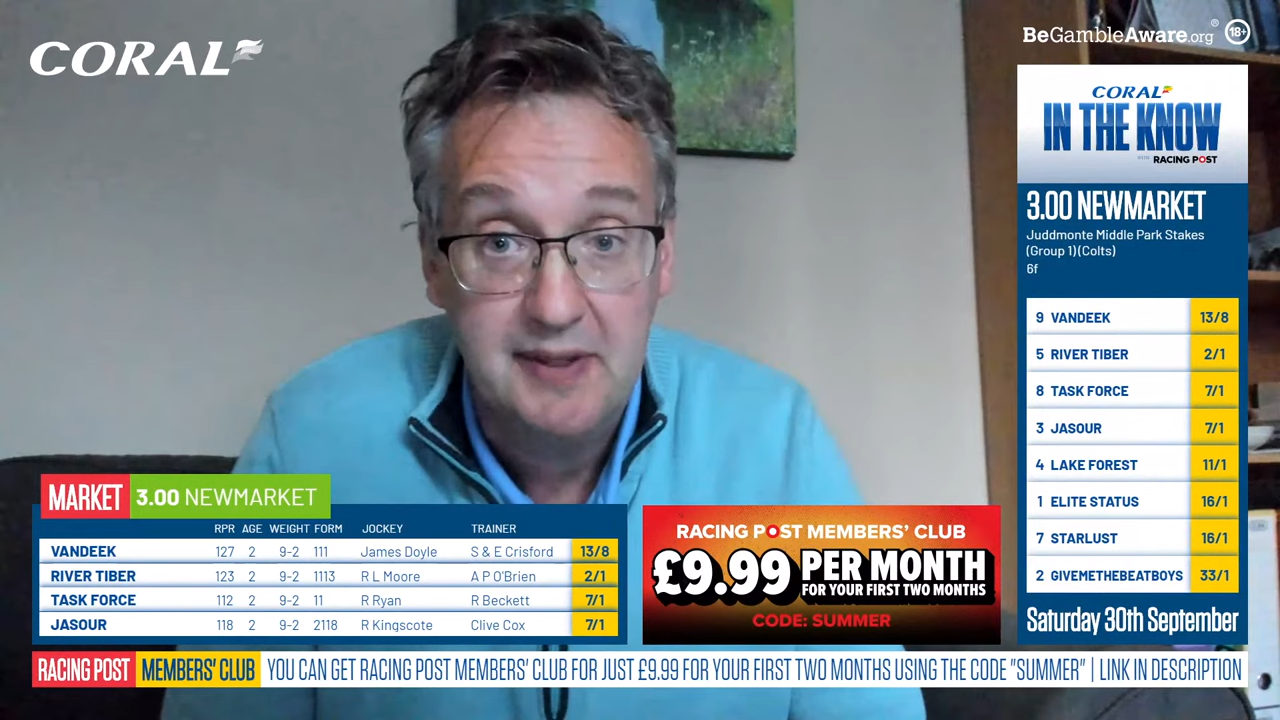 CORAL
BeGambleAware.org® 18+
CORAL
IN THE KNOW
WITH RACING POST
3.00 NEWMARKET
Juddmonte Middle Park Stakes
(Group 1)(Colts)
6f
9 VANDEEK 13/8
5 RIVER TIBER 2/1
8 TASK FORCE 7/1
3 JASOUR 7/1
4 LAKE FOREST 11/1
1 ELITE STATUS 16/1
7 STARLUST 16/1
2 GIVEMETHEBEATBOYS 33/1
Saturday 30th September
MARKET 3.00 NEWMARKET
RPR AGE WEIGHT FORM JOCKEY TRAINER
VANDEEK 127 2 9-2 111 James Doyle S & E Crisford 13/8
RIVER TIBER 123 2 9-2 1113 R L Moore A P O'Brien 2/1
TASK FORCE 112 2 9-2 11 R Ryan R Beckett 7/1
JASOUR 118 2 9-2 2118 R Kingscote Clive Cox 7/1
RACING POST MEMBERS' CLUB
£9.99 PER MONTH
FOR YOUR FIRST TWO MONTHS
CODE: SUMMER
RACING POST MEMBERS' CLUB YOU CAN GET RACING POST MEMBERS' CLUB FOR JUST £9.99 FOR YOUR FIRST TWO MONTHS USING THE CODE "SUMMER" | LINK IN DESCRIPTION